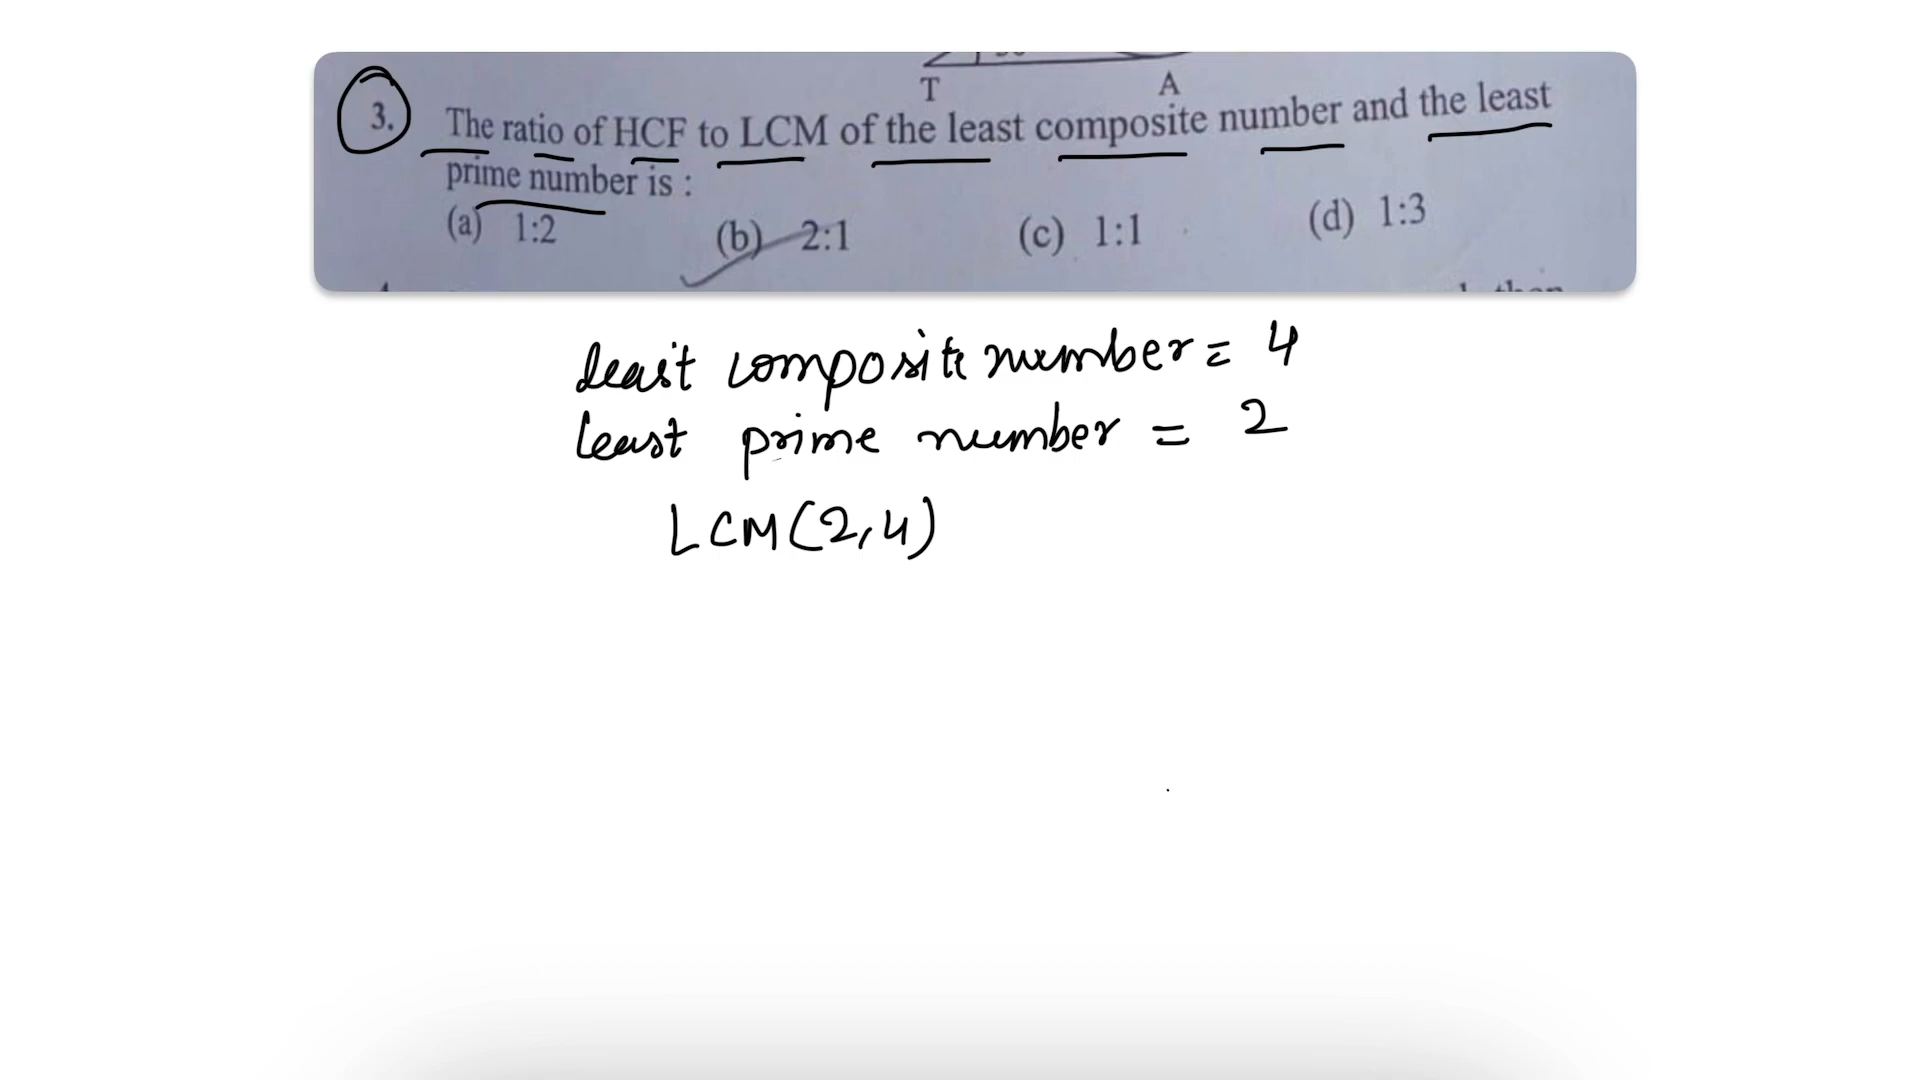 T A
3. The ratio of HCF to LCM of the least composite number and the least
prime number is :
(a) 1:2 (b) 2:1 (c) 1:1 (d) 1:3
least composite number = 4
least prime number = 2
LCM(2,4)